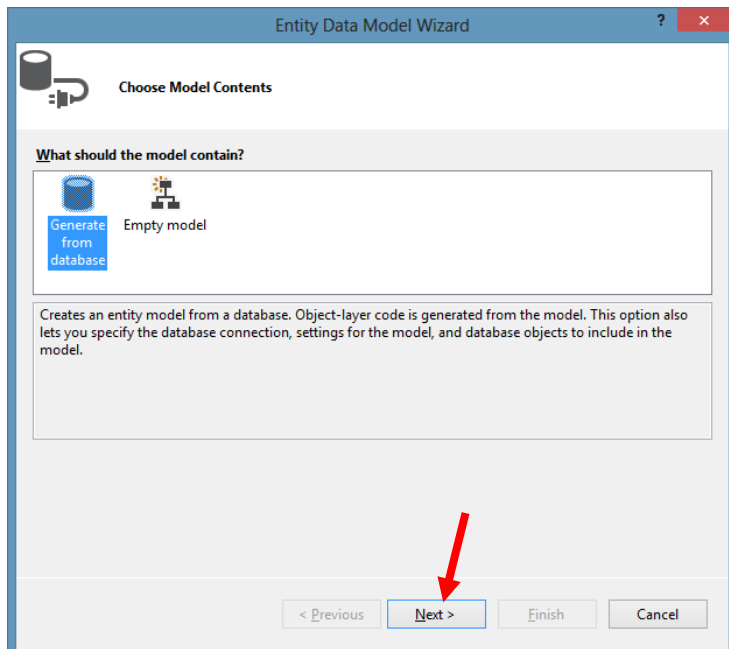 Entity Data Model Wizard
?
Choose Model Contents
What should the model contain?
Generate
from
database
Empty model
Creates an entity model from a database. Object-layer code is generated from the model. This option also
lets you specify the database connection, settings for the model, and database objects to include in the
model.
< Previous
Next >
Finish
Cancel